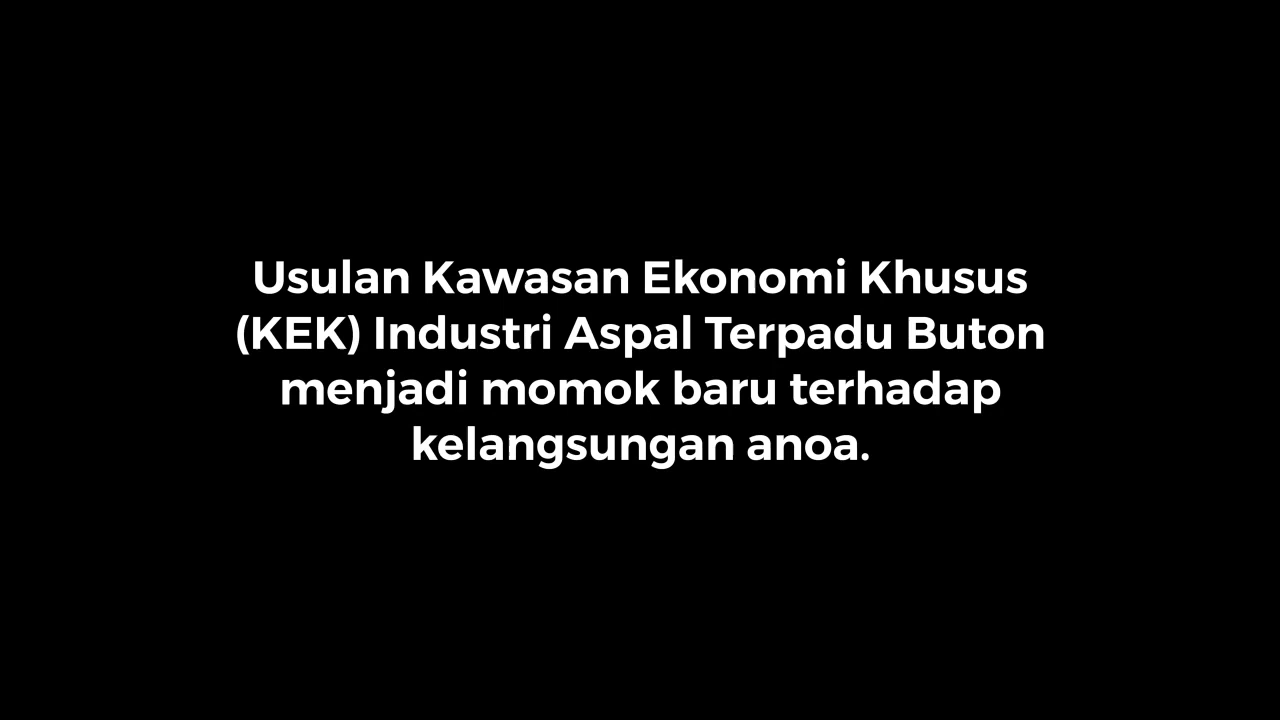 Usulan Kawasan Ekonomi Khusus
(KEK) Industri Aspal Terpadu Buton
menjadi momok baru terhadap
kelangsungan anoa.